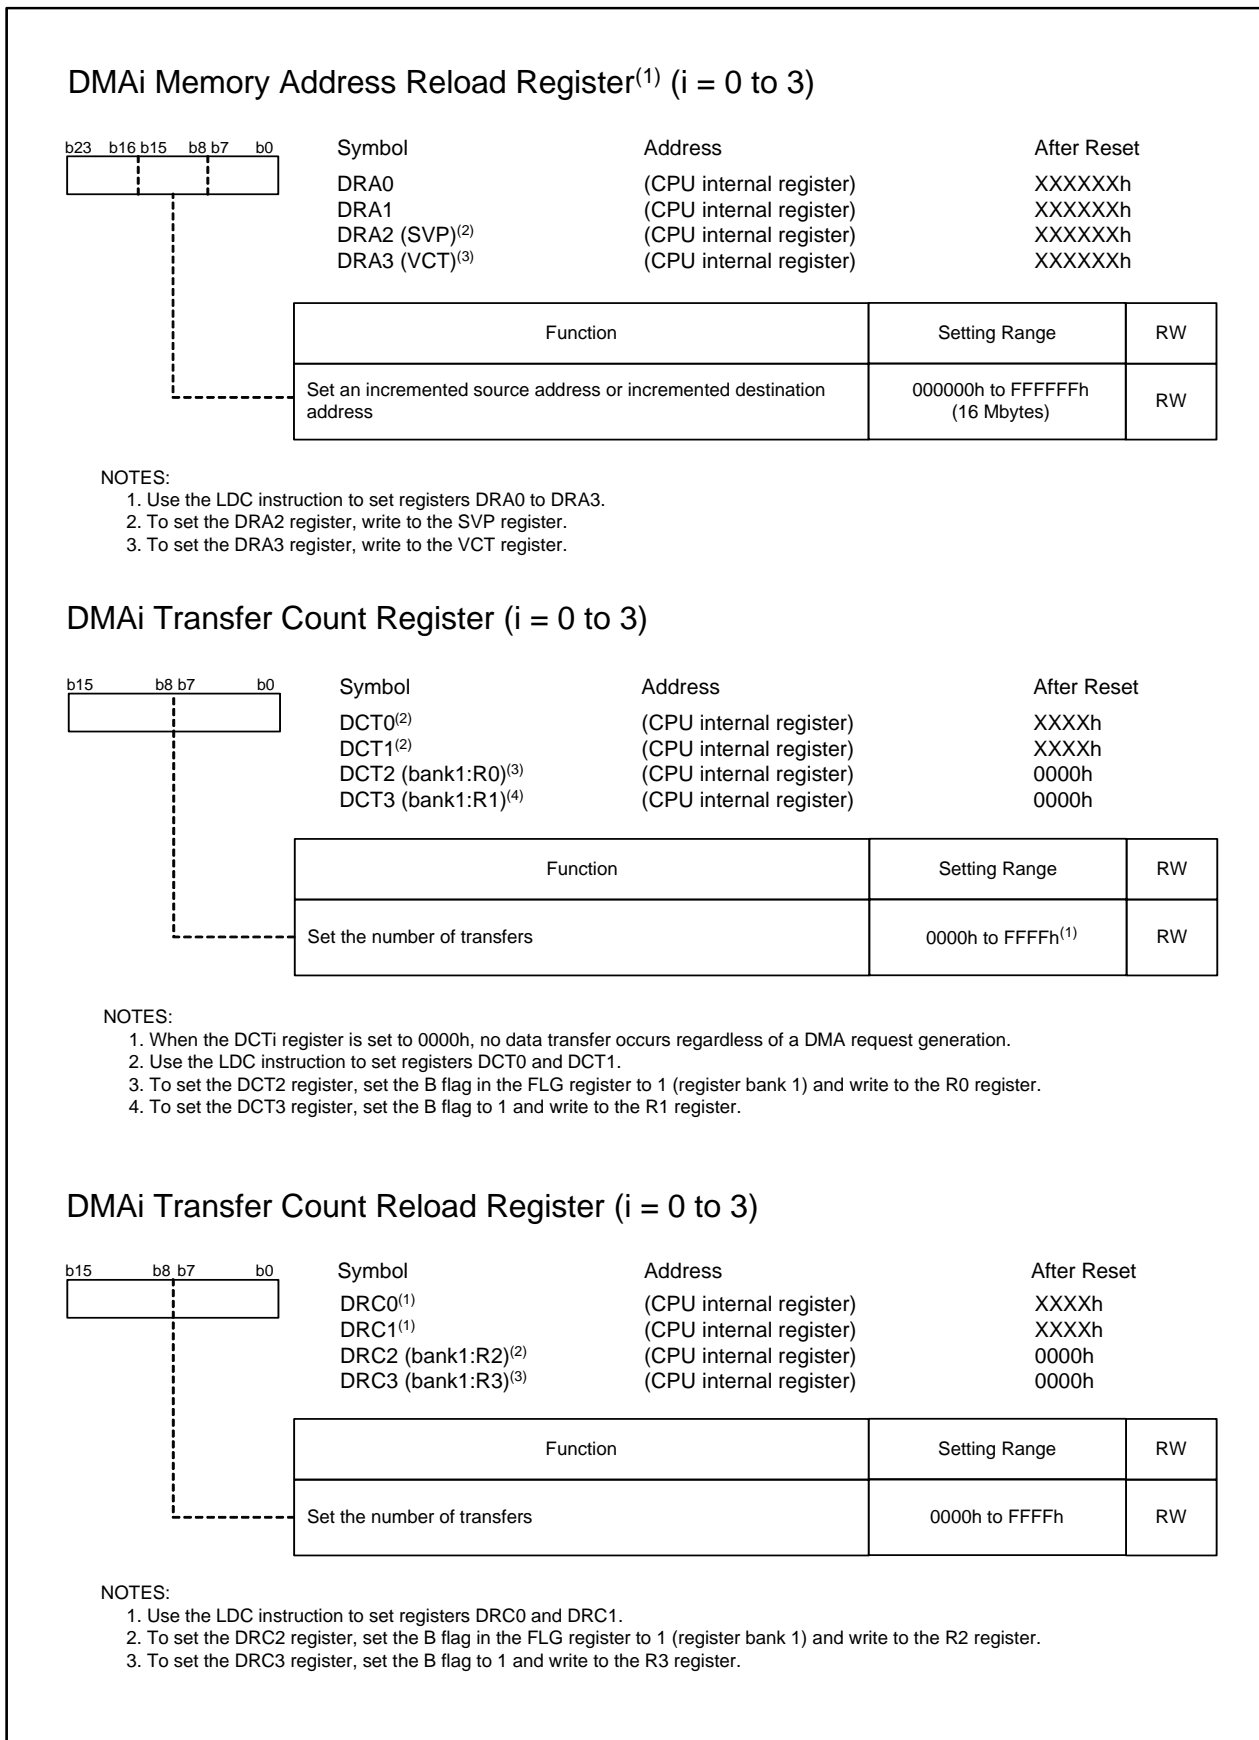 DMAi Memory Address Reload Register(1) (i = 0 to 3)
b23 b16 b15 b8 b7 b0
Symbol Address After Reset
DRA0 (CPU internal register) XXXXXXh
DRA1 (CPU internal register) XXXXXXh
DRA2 (SVP)(2) (CPU internal register) XXXXXXh
DRA3 (VCT)(3) (CPU internal register) XXXXXXh
Function Setting Range RW
Set an incremented source address or incremented destination address 000000h to FFFFFFh (16 Mbytes) RW
NOTES:
1. Use the LDC instruction to set registers DRA0 to DRA3.
2. To set the DRA2 register, write to the SVP register.
3. To set the DRA3 register, write to the VCT register.
DMAi Transfer Count Register (i = 0 to 3)
b15 b8 b7 b0
Symbol Address After Reset
DCT0(2) (CPU internal register) XXXXh
DCT1(2) (CPU internal register) XXXXh
DCT2 (bank1:R0)(3) (CPU internal register) 0000h
DCT3 (bank1:R1)(4) (CPU internal register) 0000h
Function Setting Range RW
Set the number of transfers 0000h to FFFFh(1) RW
NOTES:
1. When the DCTi register is set to 0000h, no data transfer occurs regardless of a DMA request generation.
2. Use the LDC instruction to set registers DCT0 and DCT1.
3. To set the DCT2 register, set the B flag in the FLG register to 1 (register bank 1) and write to the R0 register.
4. To set the DCT3 register, set the B flag to 1 and write to the R1 register.
DMAi Transfer Count Reload Register (i = 0 to 3)
b15 b8 b7 b0
Symbol Address After Reset
DRC0(1) (CPU internal register) XXXXh
DRC1(1) (CPU internal register) XXXXh
DRC2 (bank1:R2)(2) (CPU internal register) 0000h
DRC3 (bank1:R3)(3) (CPU internal register) 0000h
Function Setting Range RW
Set the number of transfers 0000h to FFFFh RW
NOTES:
1. Use the LDC instruction to set registers DRC0 and DRC1.
2. To set the DRC2 register, set the B flag in the FLG register to 1 (register bank 1) and write to the R2 register.
3. To set the DRC3 register, set the B flag to 1 and write to the R3 register.